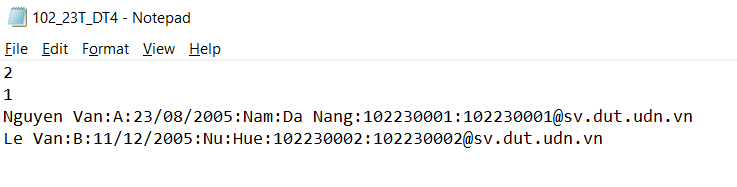 102_23T_DT4 - Notepad
File Edit Format View Help
2
1
Nguyen Van:A:23/08/2005:Nam:Da Nang:102230001:102230001@sv.dut.udn.vn
Le Van:B:11/12/2005:Nu:Hue:102230002:102230002@sv.dut.udn.vn